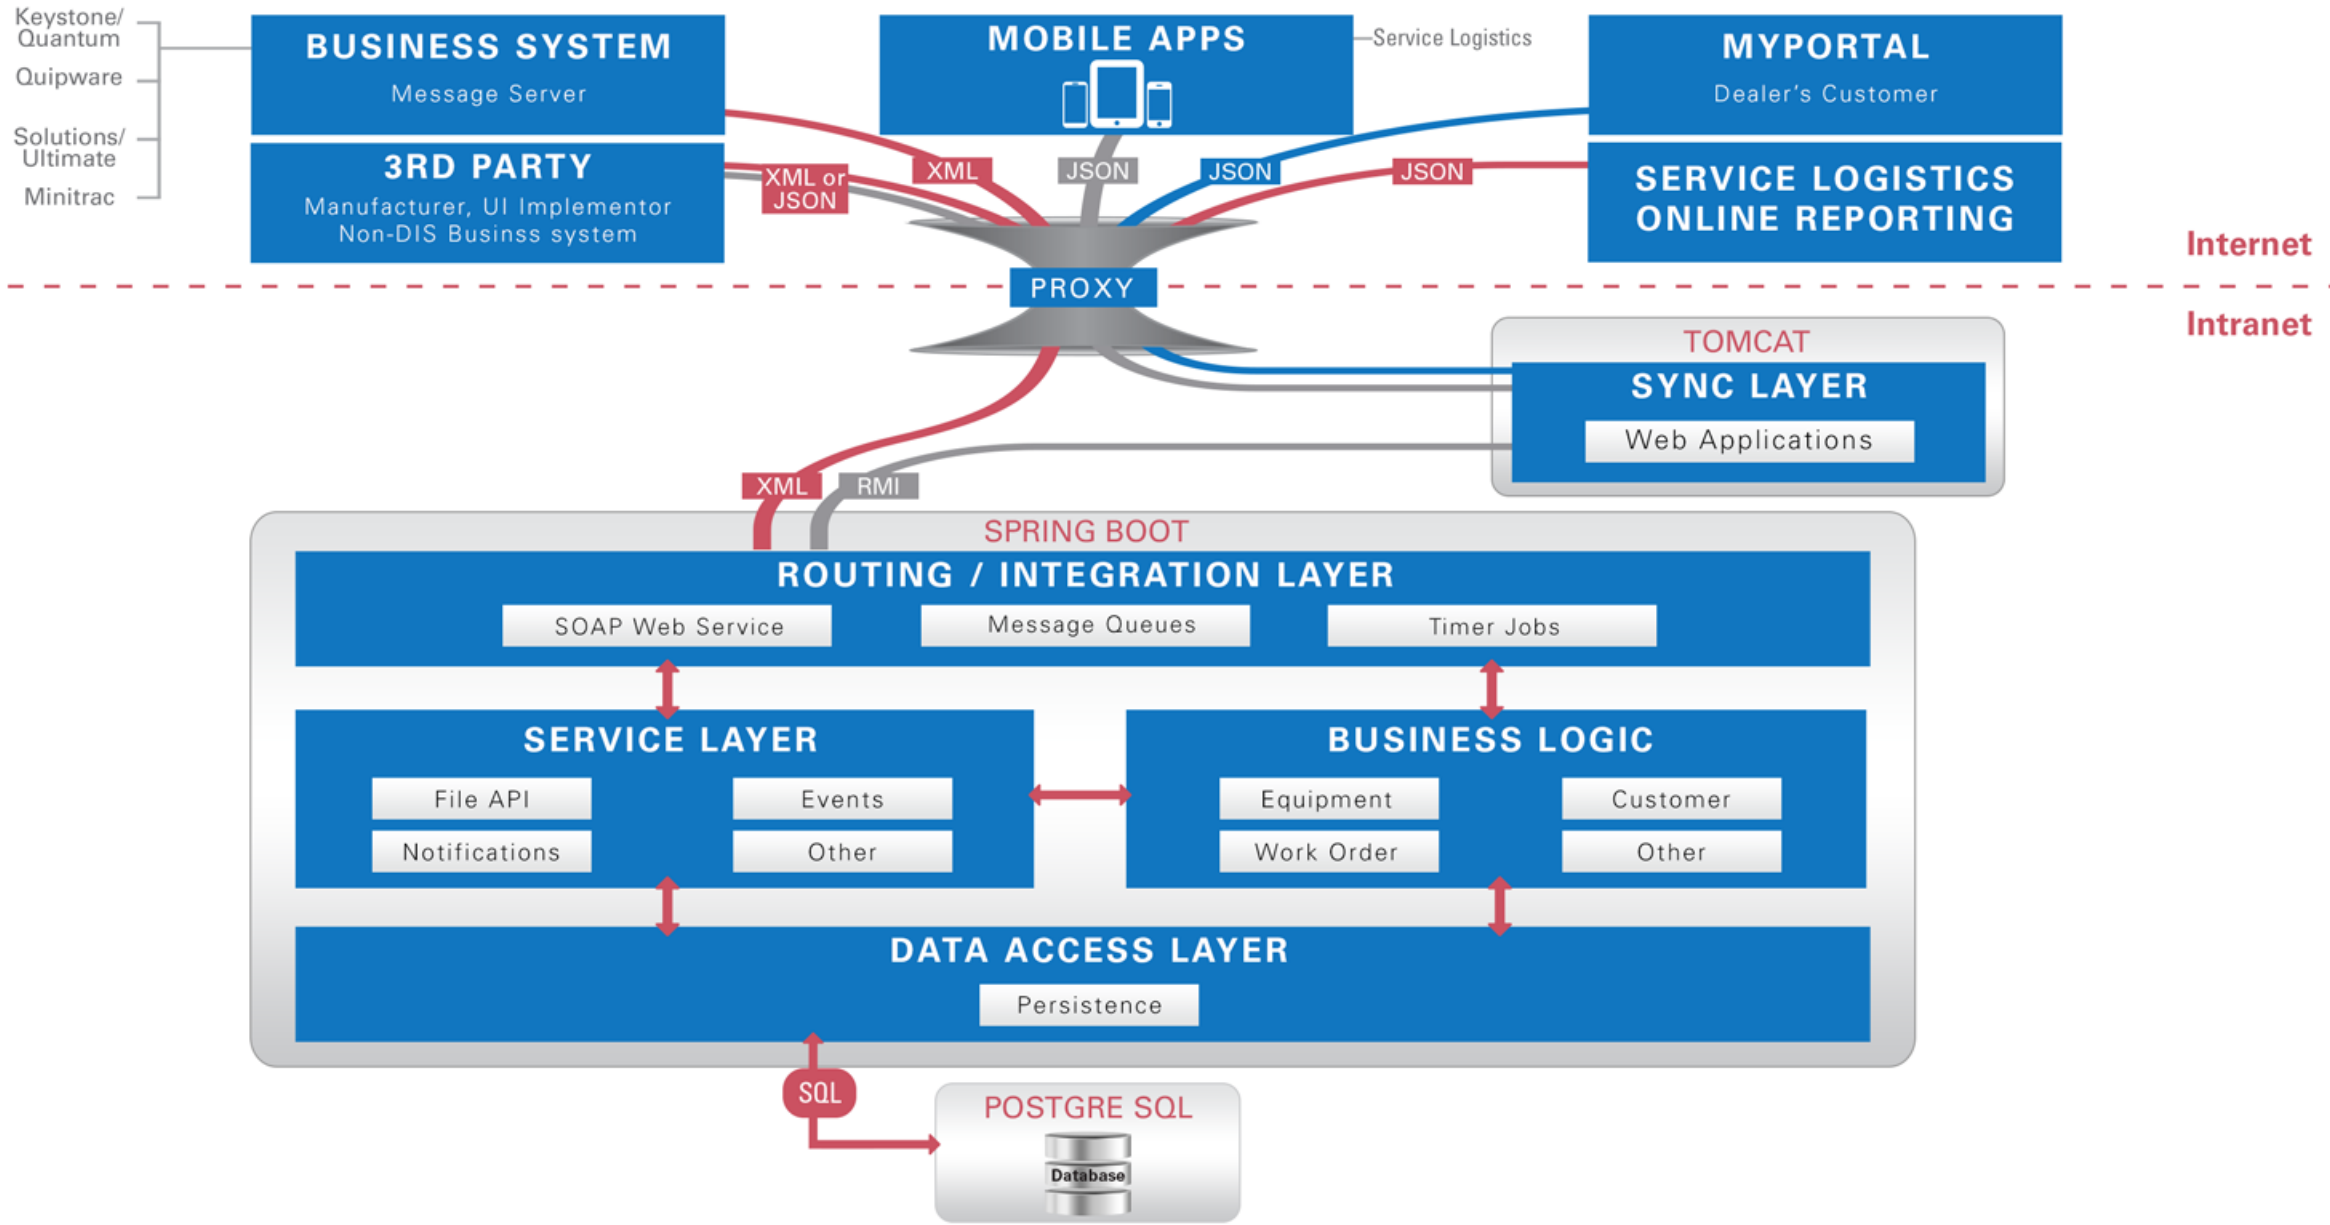 Keystone/
Quantum
Quipware
Solutions/
Ultimate
Minitrac
BUSINESS SYSTEM
Message Server
3RD PARTY
Manufacturer, UI Implementor
Non-DIS Businss system
MOBILE APPS
Service Logistics
MYPORTAL
Dealer's Customer
SERVICE LOGISTICS
ONLINE REPORTING
XML or
JSON
XML
JSON
JSON
JSON
Internet
PROXY
Intranet
TOMCAT
SYNC LAYER
Web Applications
XML
RMI
SPRING BOOT
ROUTING / INTEGRATION LAYER
SOAP Web Service
Message Queues
Timer Jobs
SERVICE LAYER
File API
Events
Notifications
Other
BUSINESS LOGIC
Equipment
Customer
Work Order
Other
DATA ACCESS LAYER
Persistence
SQL
POSTGRE SQL
Database